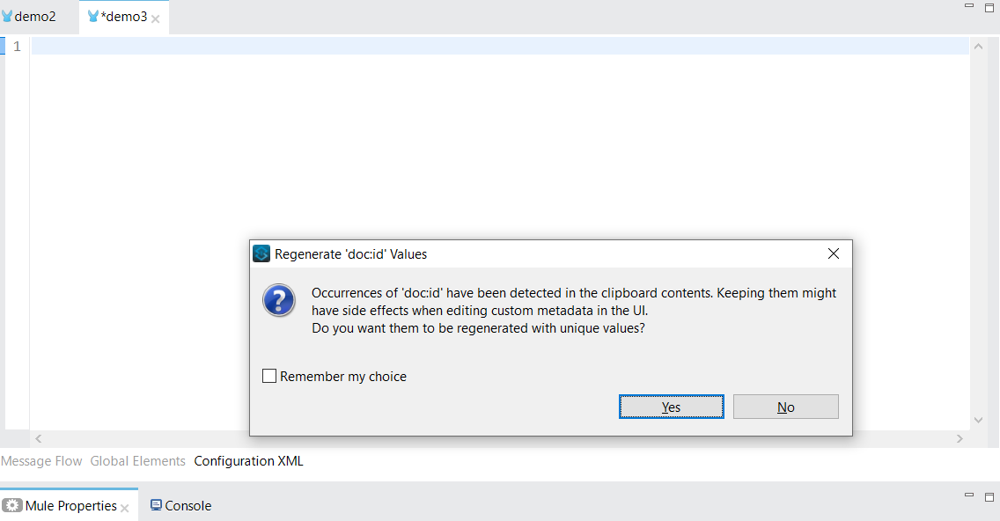 demo2 *demo3
1
Regenerate 'doc:id' Values
Occurrences of 'doc:id' have been detected in the clipboard contents. Keeping them might
have side effects when editing custom metadata in the UI.
Do you want them to be regenerated with unique values?
Remember my choice
Yes No
Message Flow Global Elements Configuration XML
Mule Properties Console